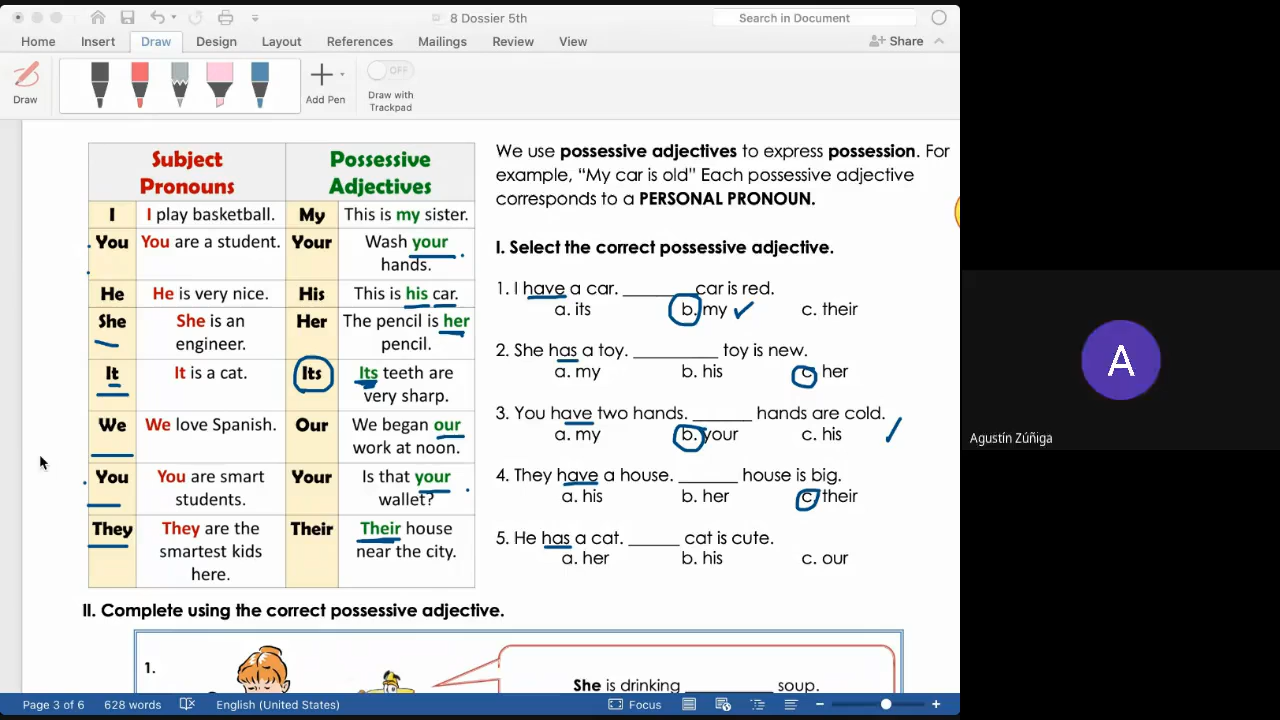 8 Dossier 5th
Search in Document
Home Insert Draw Design Layout References Mailings Review View Share
OFF
Draw Add Pen Draw with
Trackpad
Subject Pronouns Possessive Adjectives
I I play basketball. My This is my sister.
You You are a student. Your Wash your hands.
He He is very nice. His This is his car.
She She is an engineer. Her The pencil is her pencil.
It It is a cat. Its Its teeth are very sharp.
We We love Spanish. Our We began our work at noon.
You You are smart students. Your Is that your wallet?
They They are the smartest kids here. Their Their house near the city.
We use possessive adjectives to express possession. For
example, “My car is old” Each possessive adjective
corresponds to a PERSONAL PRONOUN.
I. Select the correct possessive adjective.
1. I have a car. ________ car is red.
a. its b. my c. their
2. She has a toy. _________ toy is new.
a. my b. his c. her
3. You have two hands. ______ hands are cold.
a. my b. your c. his
4. They have a house. ______ house is big.
a. his b. her c. their
5. He has a cat. _____ cat is cute.
a. her b. his c. our
II. Complete using the correct possessive adjective.
1.
She is drinking _________ soup.
Page 3 of 6 628 words English (United States) Focus
A
Agustín Zúñiga